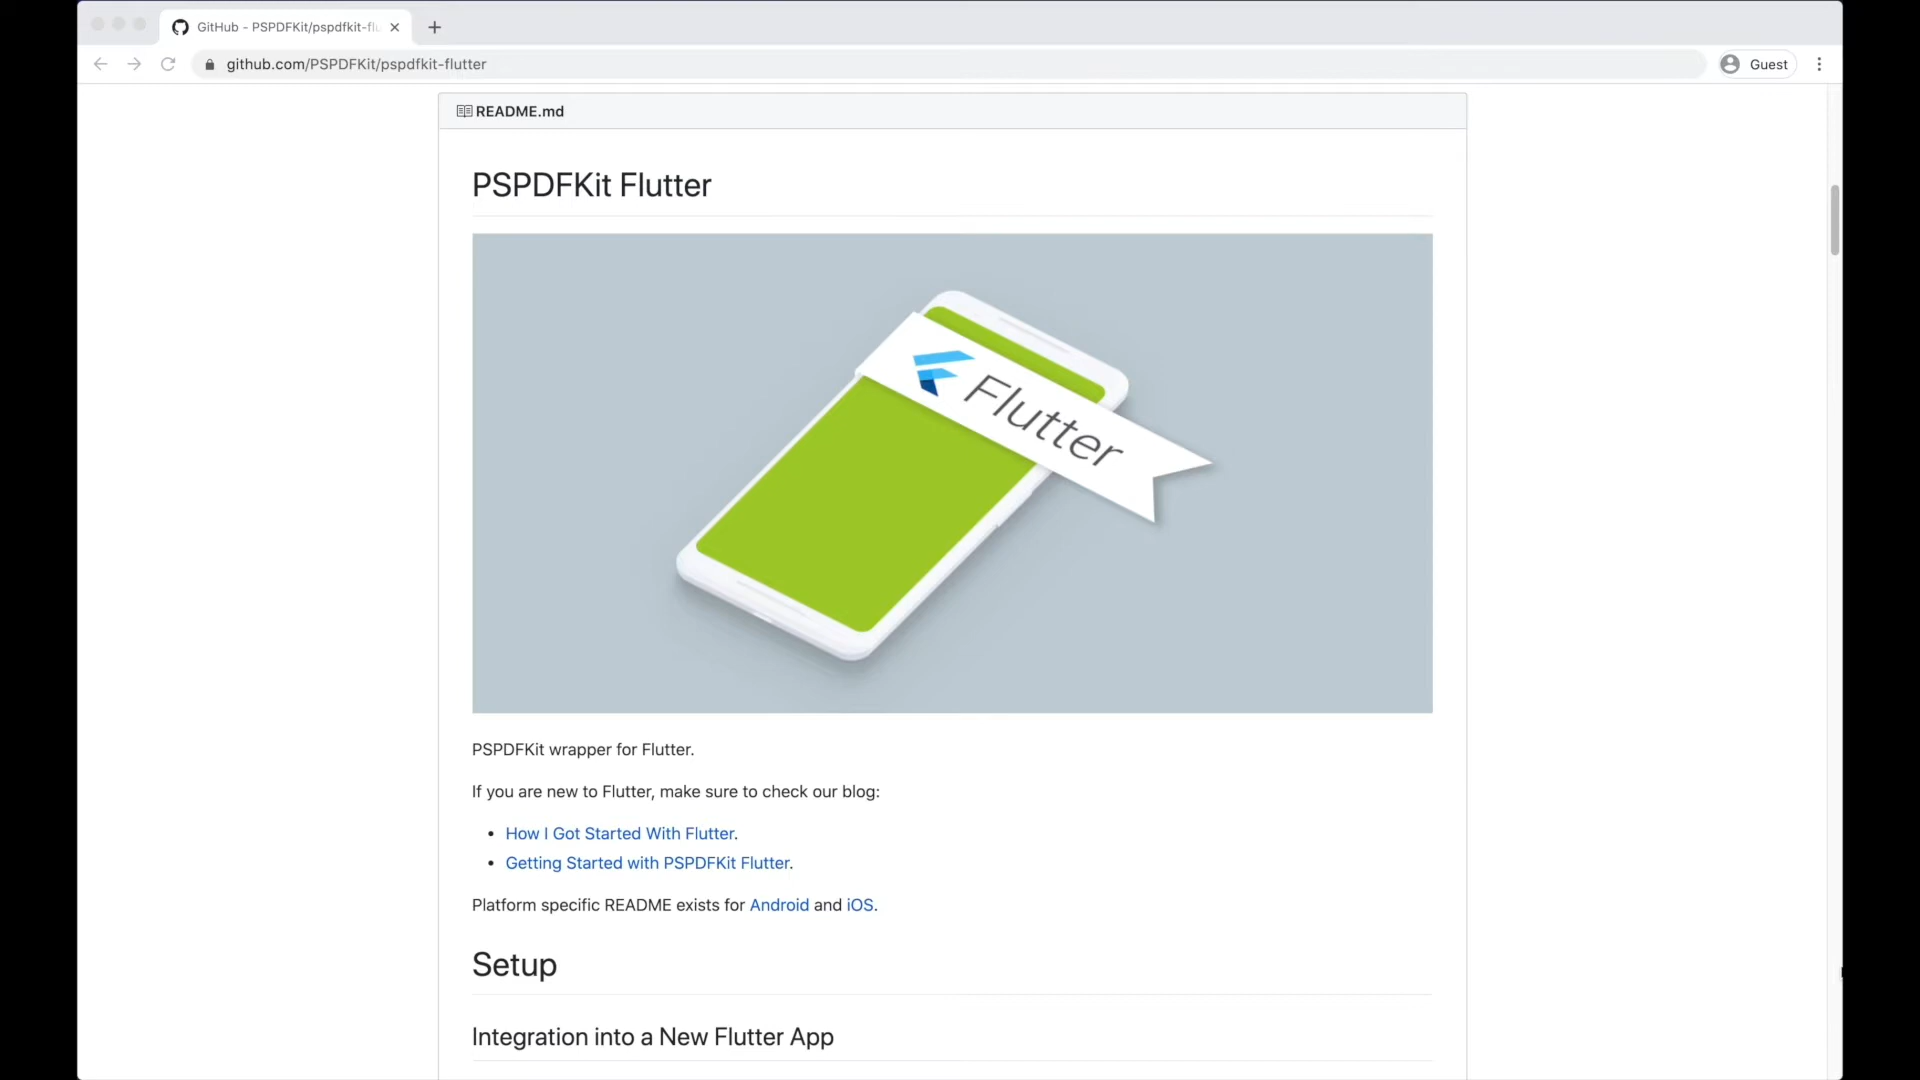 GitHub - PSPDFKit/pspdfkit-flu
github.com/PSPDFKit/pspdfkit-flutter
Guest
README.md
PSPDFKit Flutter
Flutter
PSPDFKit wrapper for Flutter.
If you are new to Flutter, make sure to check our blog:
• How I Got Started With Flutter.
• Getting Started with PSPDFKit Flutter.
Platform specific README exists for Android and iOS.
Setup
Integration into a New Flutter App